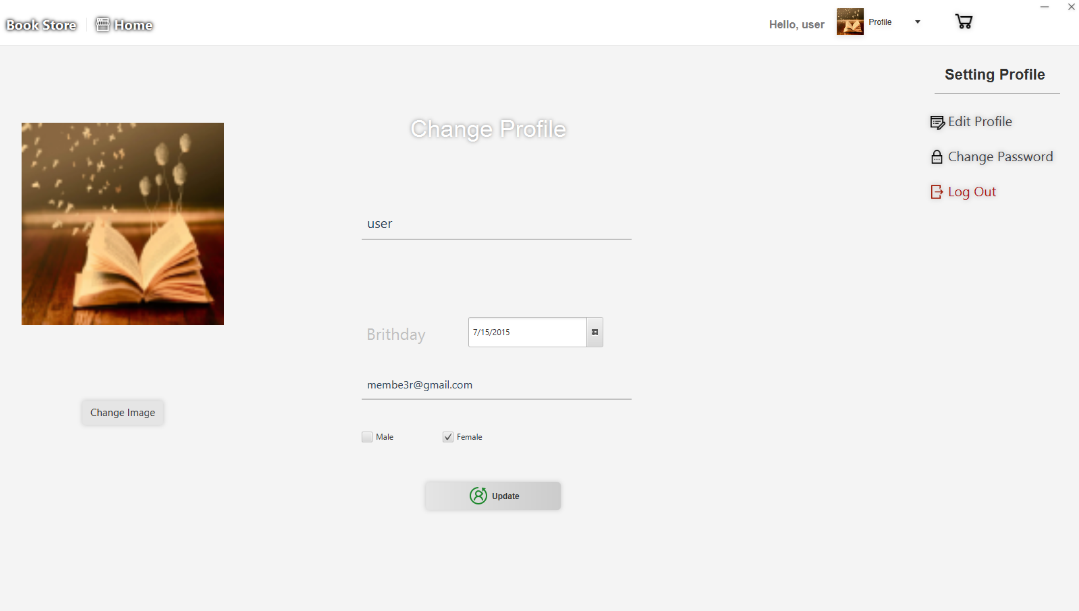 Book Store
Home
Hello, user
Profile
Setting Profile
Edit Profile
Change Password
Log Out
Change Profile
user
Brithday
7/15/2015
membe3r@gmail.com
Male
Female
Update
Change Image